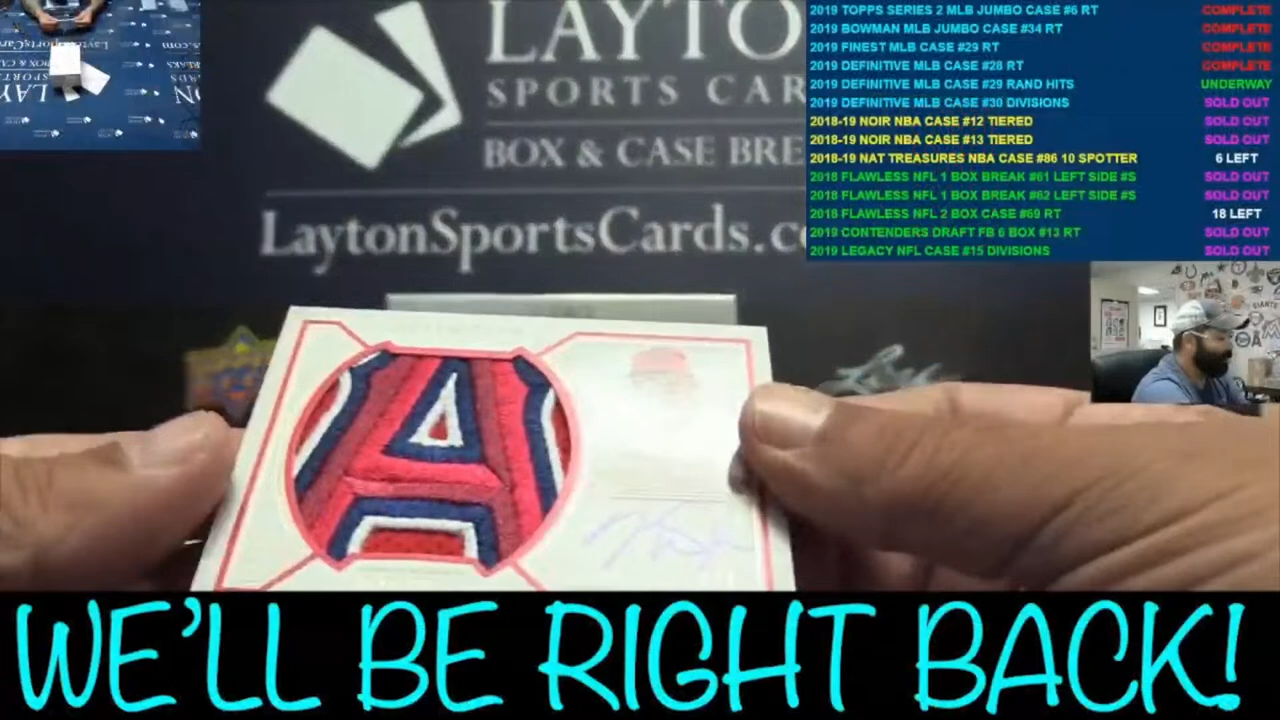 LAYTO
SPORTS CAR
BOX & CASE BRE
LaytonSportsCards.co
2019 TOPPS SERIES 2 MLB JUMBO CASE #6 RT COMPLETE
2019 BOWMAN MLB JUMBO CASE #34 RT COMPLETE
2019 FINEST MLB CASE #29 RT COMPLETE
2019 DEFINITIVE MLB CASE #28 RT COMPLETE
2019 DEFINITIVE MLB CASE #29 RAND HITS UNDERWAY
2019 DEFINITIVE MLB CASE #30 DIVISIONS SOLD OUT
2018-19 NOIR NBA CASE #12 TIERED SOLD OUT
2018-19 NOIR NBA CASE #13 TIERED SOLD OUT
2018-19 NAT TREASURES NBA CASE #86 10 SPOTTER 6 LEFT
2018 FLAWLESS NFL 1 BOX BREAK #61 LEFT SIDE #S SOLD OUT
2018 FLAWLESS NFL 1 BOX BREAK #62 LEFT SIDE #S SOLD OUT
2018 FLAWLESS NFL 2 BOX CASE #69 RT 18 LEFT
2019 CONTENDERS DRAFT FB 6 BOX #13 RT SOLD OUT
2019 LEGACY NFL CASE #15 DIVISIONS SOLD OUT
GIANTS
A
WE'LL BE RIGHT BACK!